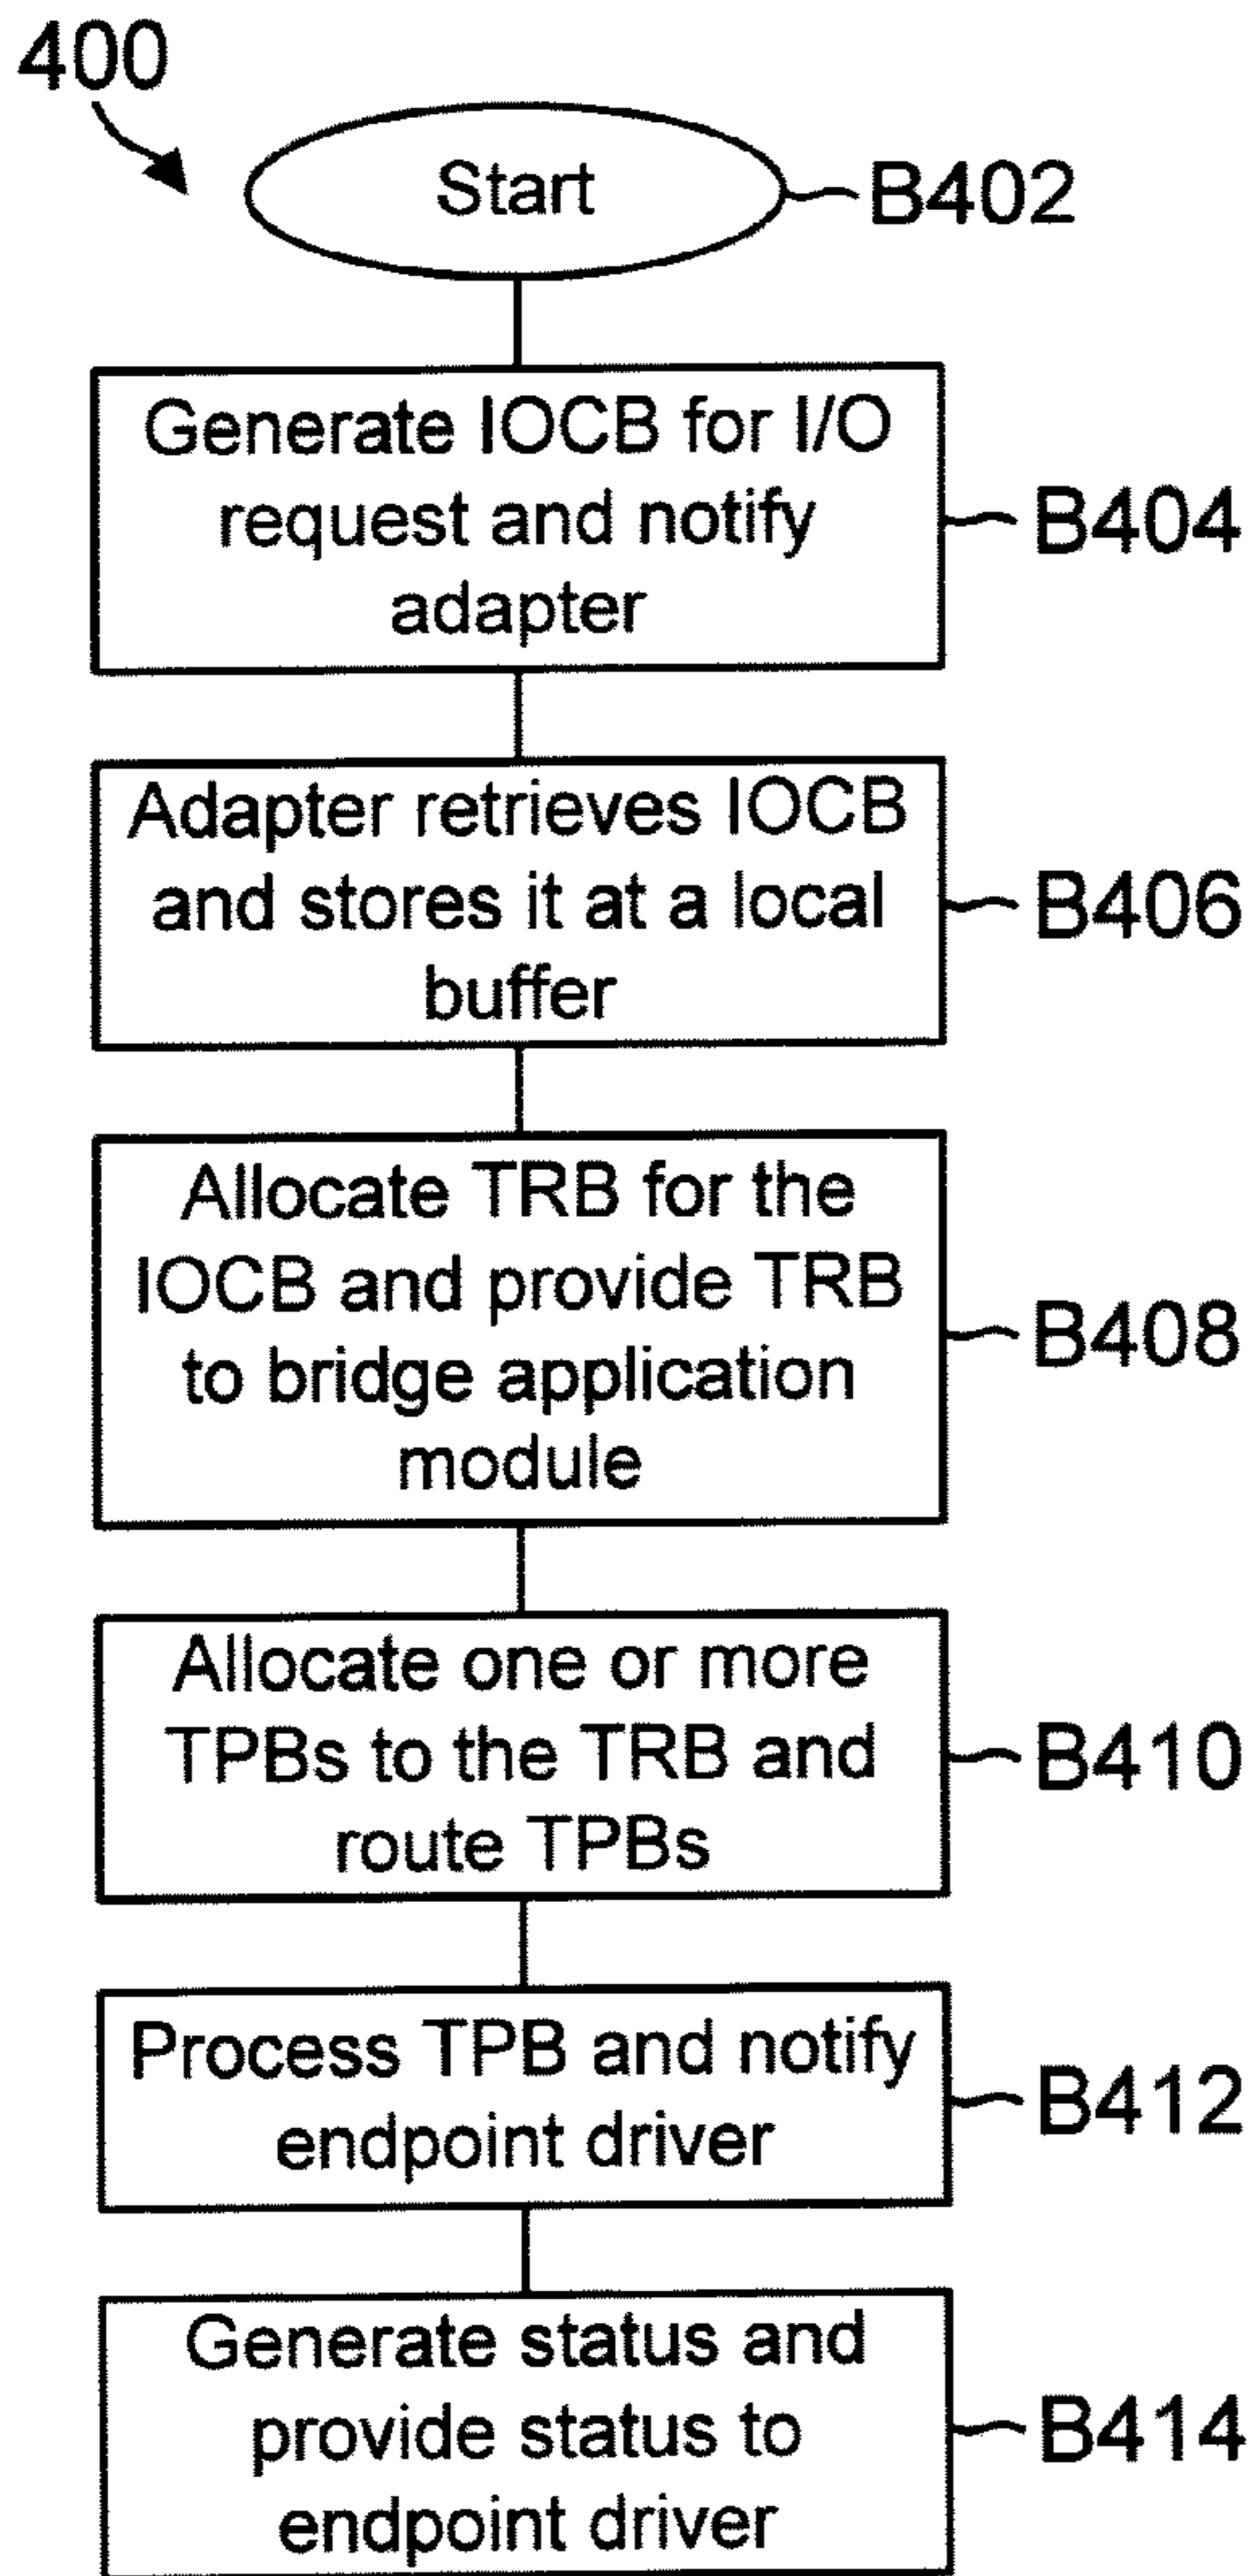 400
Start
B402
Generate IOCB for I/O
request and notify
adapter
B404
Adapter retrieves IOCB
and stores it at a local
buffer
B406
Allocate TRB for the
IOCB and provide TRB
to bridge application
module
B408
Allocate one or more
TPBs to the TRB and
route TPBs
B410
Process TPB and notify
endpoint driver
B412
Generate status and
provide status to
endpoint driver
B414